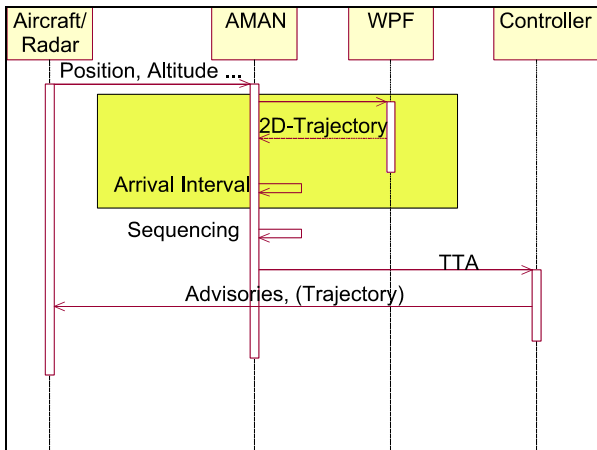 Aircraft/
Radar
AMAN
WPF
Controller
Position, Altitude ...
2D-Trajectory
Arrival Interval
Sequencing
TTA
Advisories, (Trajectory)